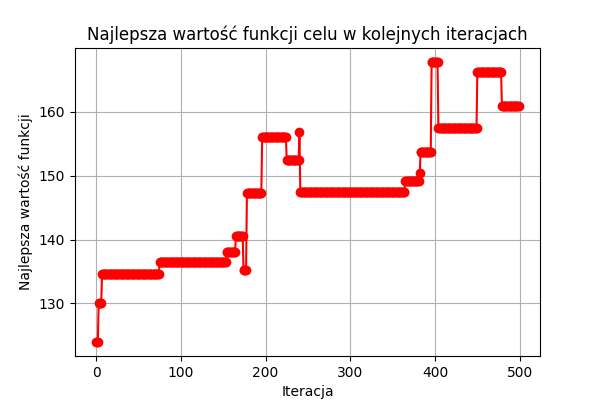 Najlepsza wartość funkcji celu w kolejnych iteracjach
Najlepsza wartość funkcji
160
150
140
130
0 100 200 300 400 500
Iteracja